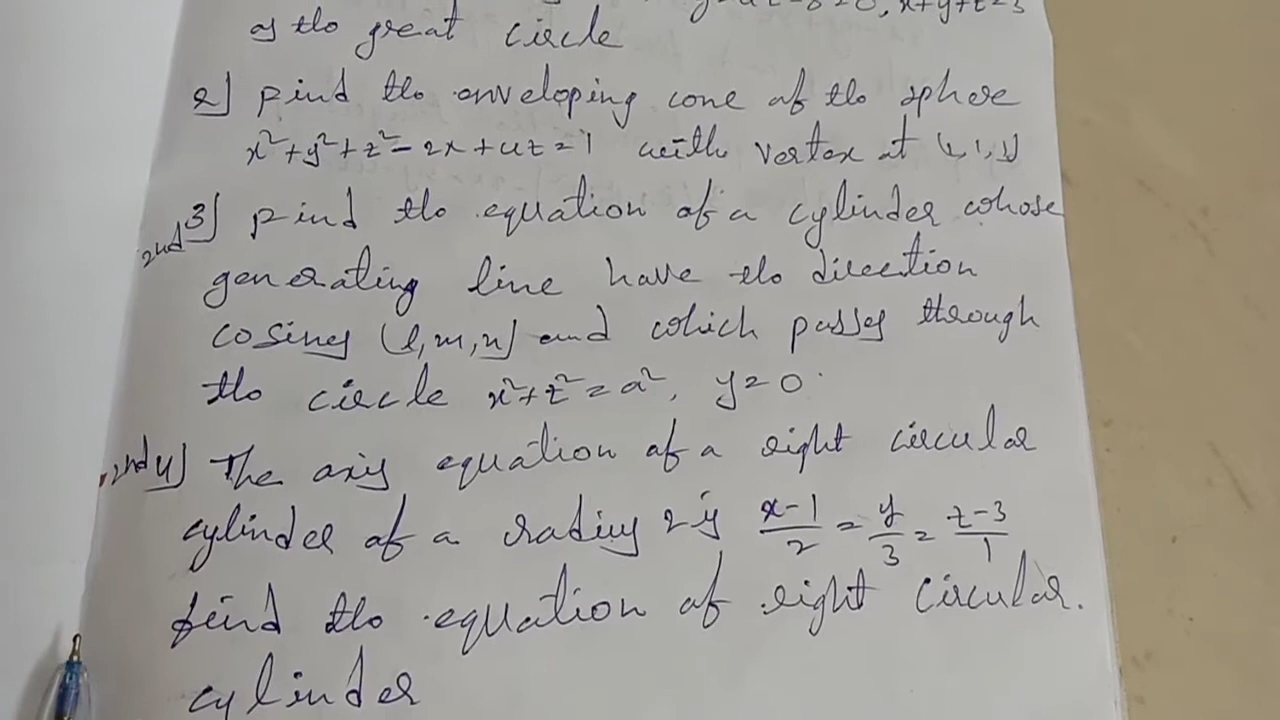 x+y+z=3
as the great circle
2] Find the enveloping cone of the sphere
x²+y²+z²-2x+4z=1 with vertex at (1,1,1)
2nd 3] Find the equation of a cylinder whose
generating line have the direction
cosines (l,m,n) and which passes through
the circle x²+z²=a², y=0.
2nd 4] The axis equation of a right circular
cylinder of a radius 2 is x-1/2 = y/3 = z-3/1
find the equation of right circular.
cylinder